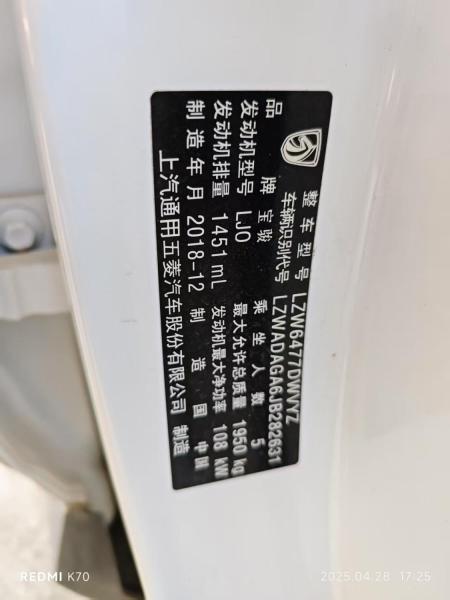 整车型号 LZW6477DWVYZ
车辆识别代号 LZWADAGA6JB282631
品牌 宝骏 乘坐人数 5
发动机型号 LJO 最大允许总质量 1950 kg
发动机排量 1451 mL 发动机最大净功率 108 kW
制造年月 2018-12 制造国 中国
上汽通用五菱汽车股份有限公司 制造
REDMI K70
2025.04.28 17:25